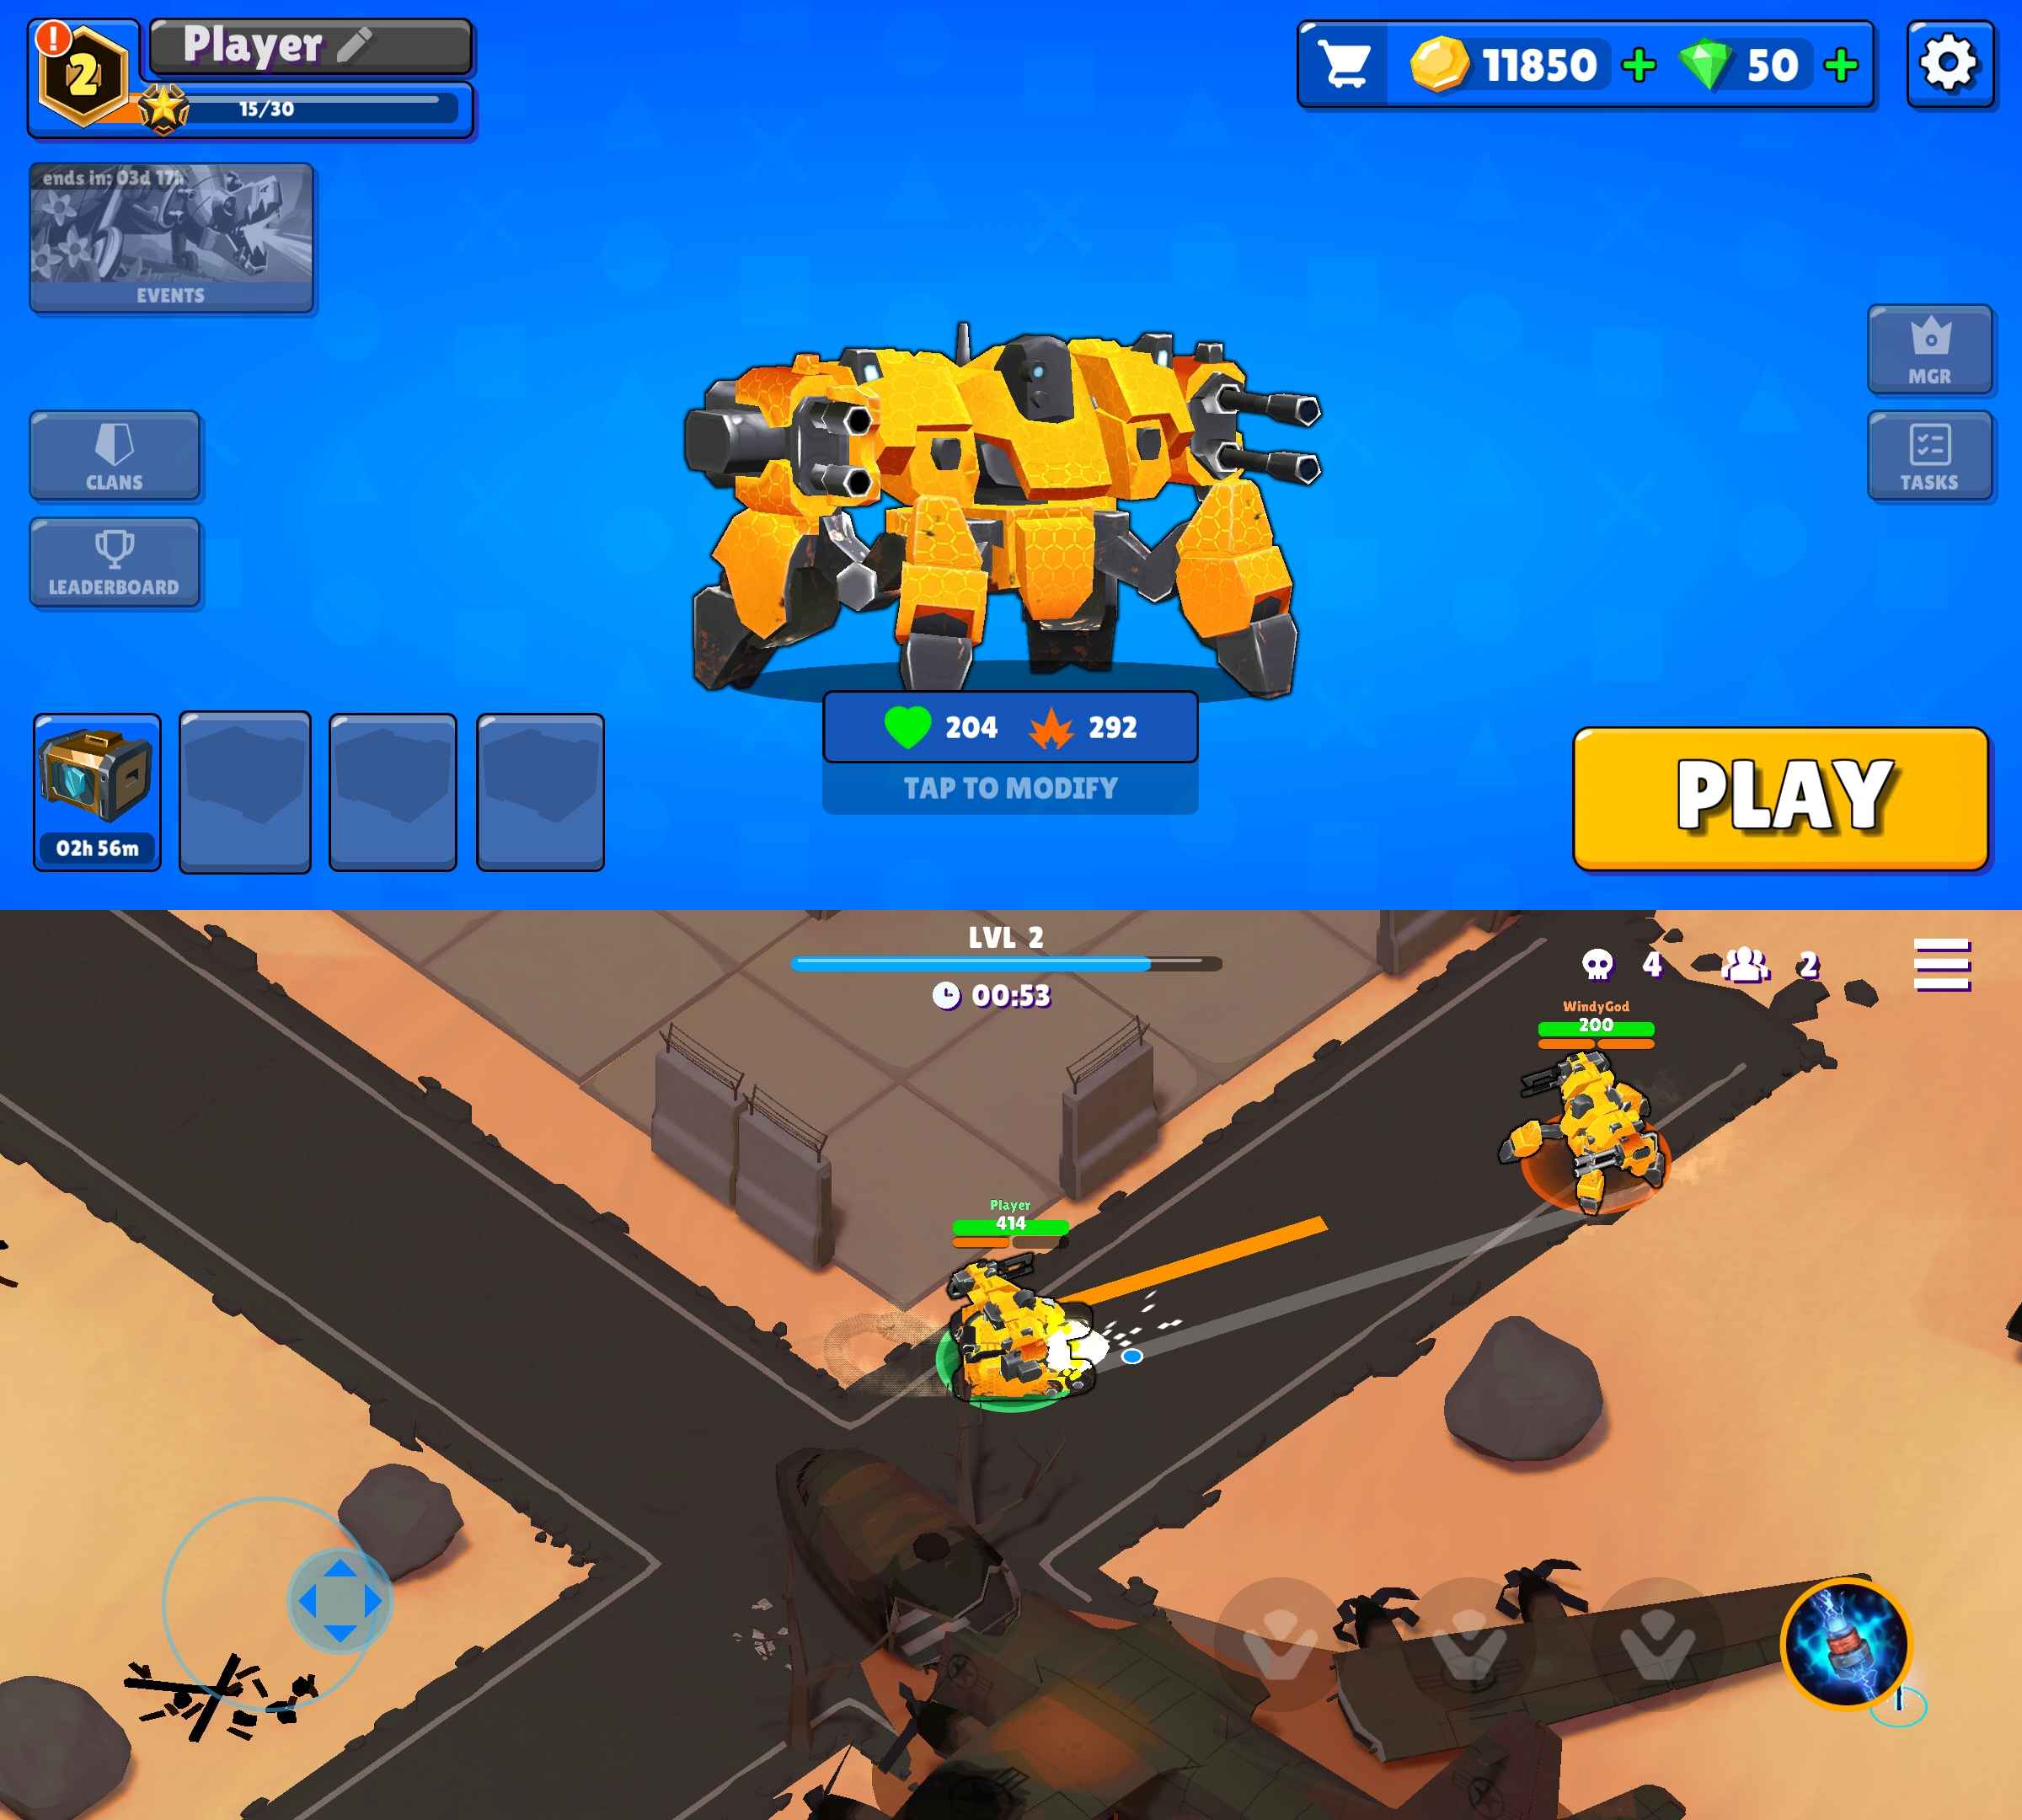 2
Player
15/30
11850
50
ends in: 03d 17h
EVENTS
MGR
CLANS
TASKS
LEADERBOARD
204
292
TAP TO MODIFY
PLAY
02h 56m
LVL 2
4
2
00:53
WindyGod
200
Player
414